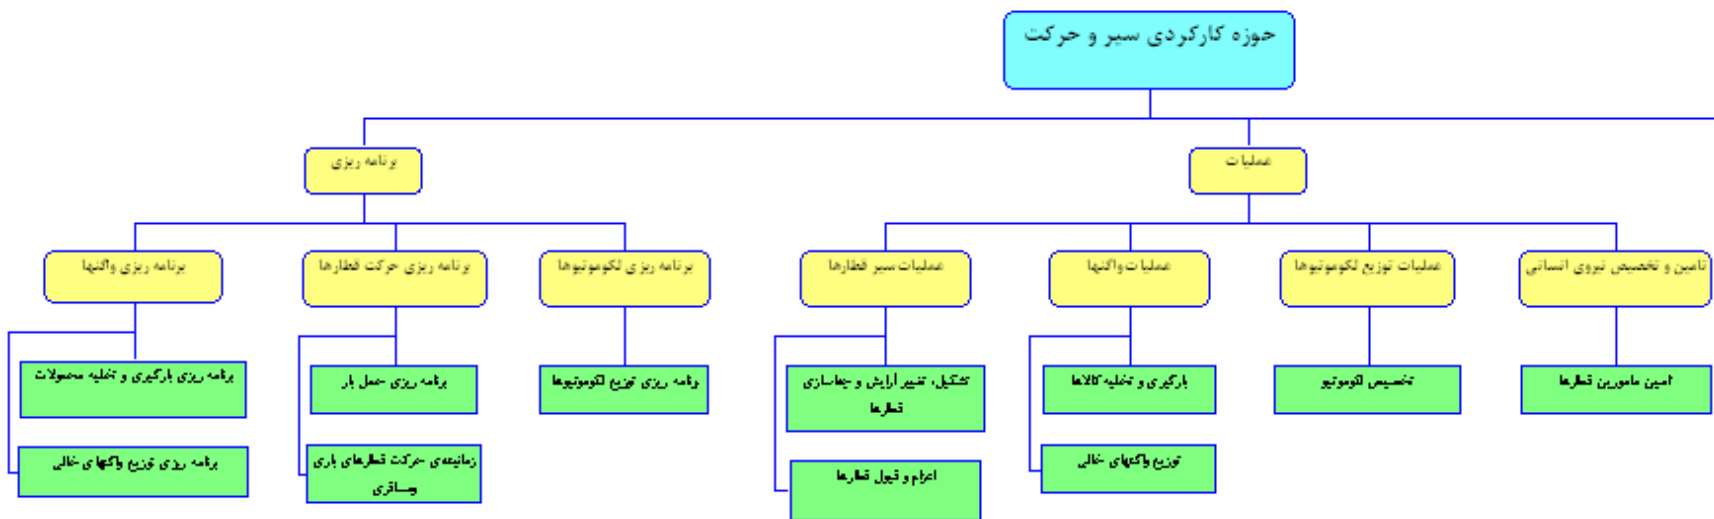 حوزه کارکردی سیر و حرکت
عملیات
برنامه ریزی
تامین و تخصیص نیروی انسانی
عملیات توزیع لکوموتیوها
عملیات واگنها
عملیات سیر قطارها
برنامه ریزی لکوموتیوها
برنامه ریزی حرکت قطارها
برنامه ریزی واگنها
تامین مامورین قطارها
تخصیص لکوموتیو
بارگیری و تخلیه کالاها
تشکیل، تغییر آرایش و جداسازی
قطارها
برنامه ریزی توزیع لکوموتیوها
برنامه ریزی حمل بار
برنامه ریزی بارگیری و تخلیه محمولات
توزیع واگنهای خالی
اعزام و قبول قطارها
زمانبندی حرکت قطارهای باری
ومسافری
برنامه ریزی توزیع واگنهای خالی